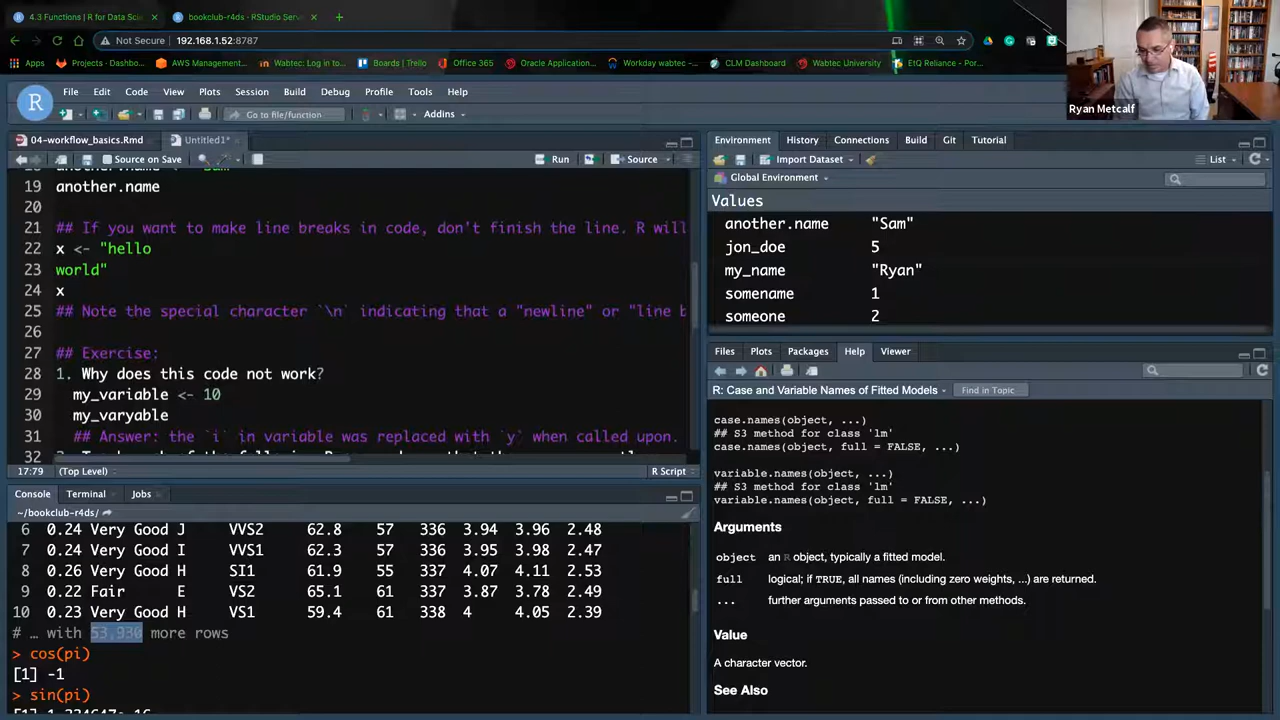 4.3 Functions | R for Data Scie
bookclub-r4ds - RStudio Serv
Not Secure | 192.168.1.52:8787
Apps
Projects - Dashbo...
AWS Management...
Wabtec: Log in to...
Boards | Trello
Office 365
Oracle Application...
Workday wabtec -...
CLM Dashboard
Wabtec University
EtQ Reliance - Por...
Ryan Metcalf
R
File Edit Code View Plots Session Build Debug Profile Tools Help
Go to file/function
Addins
04-workflow_basics.Rmd
Untitled1*
Source on Save
Run
Source
19 another.name
20
21 ## If you want to make line breaks in code, don't finish the line. R will
22 x <- "hello
23 world"
24 x
25 ## Note the special character `\n` indicating that a "newline" or "line b
26
27 ## Exercise:
28 1. Why does this code not work?
29 my_variable <- 10
30 my_varyable
31 ## Answer: the `i` in variable was replaced with `y` when called upon.
32
17:79 (Top Level) R Script
Console Terminal Jobs
~/bookclub-r4ds/
6 0.24 Very Good J VVS2 62.8 57 336 3.94 3.96 2.48
7 0.24 Very Good I VVS1 62.3 57 336 3.95 3.98 2.47
8 0.26 Very Good H SI1 61.9 55 337 4.07 4.11 2.53
9 0.22 Fair E VS2 65.1 61 337 3.87 3.78 2.49
10 0.23 Very Good H VS1 59.4 61 338 4 4.05 2.39
# … with 53,930 more rows
> cos(pi)
[1] -1
> sin(pi)
Environment History Connections Build Git Tutorial
Import Dataset
List
Global Environment
Values
another.name "Sam"
jon_doe 5
my_name "Ryan"
somename 1
someone 2
Files Plots Packages Help Viewer
R: Case and Variable Names of Fitted Models
Find in Topic
case.names(object, ...)
## S3 method for class 'lm'
case.names(object, full = FALSE, ...)
variable.names(object, ...)
## S3 method for class 'lm'
variable.names(object, full = FALSE, ...)
Arguments
object an R object, typically a fitted model.
full logical; if TRUE, all names (including zero weights, ...) are returned.
... further arguments passed to or from other methods.
Value
A character vector.
See Also